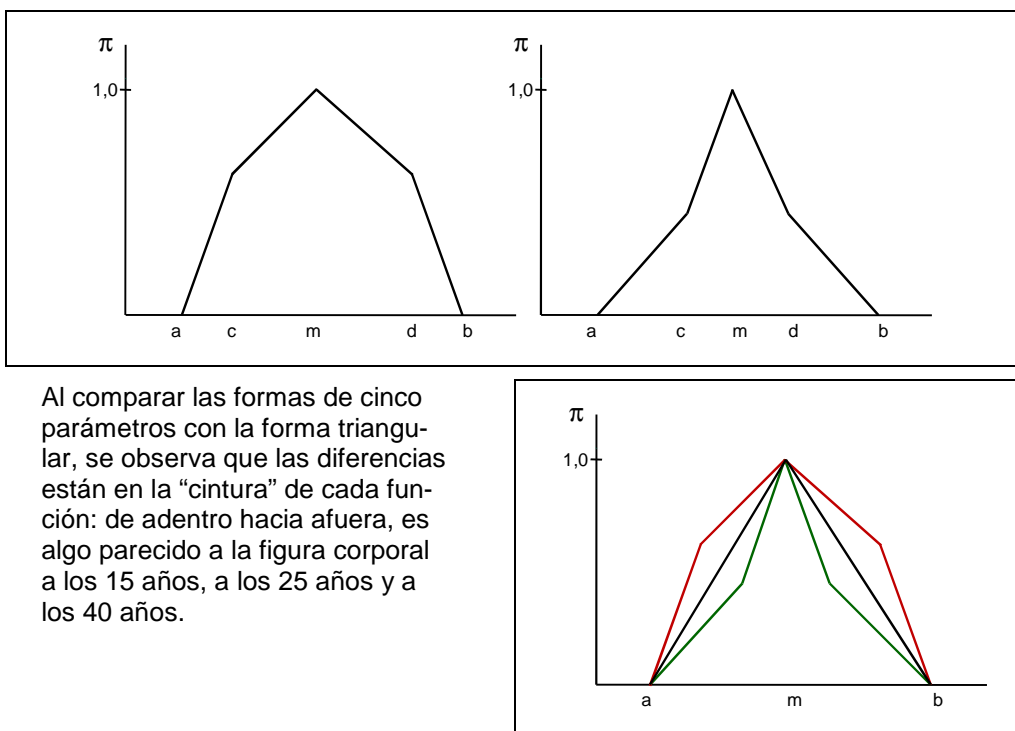 π
1,0
a c m d b
π
1,0
a c m d b
Al comparar las formas de cinco
parámetros con la forma triangu-
lar, se observa que las diferencias
están en la “cintura” de cada fun-
ción: de adentro hacia afuera, es
algo parecido a la figura corporal
a los 15 años, a los 25 años y a
los 40 años.
π
1,0
a m b